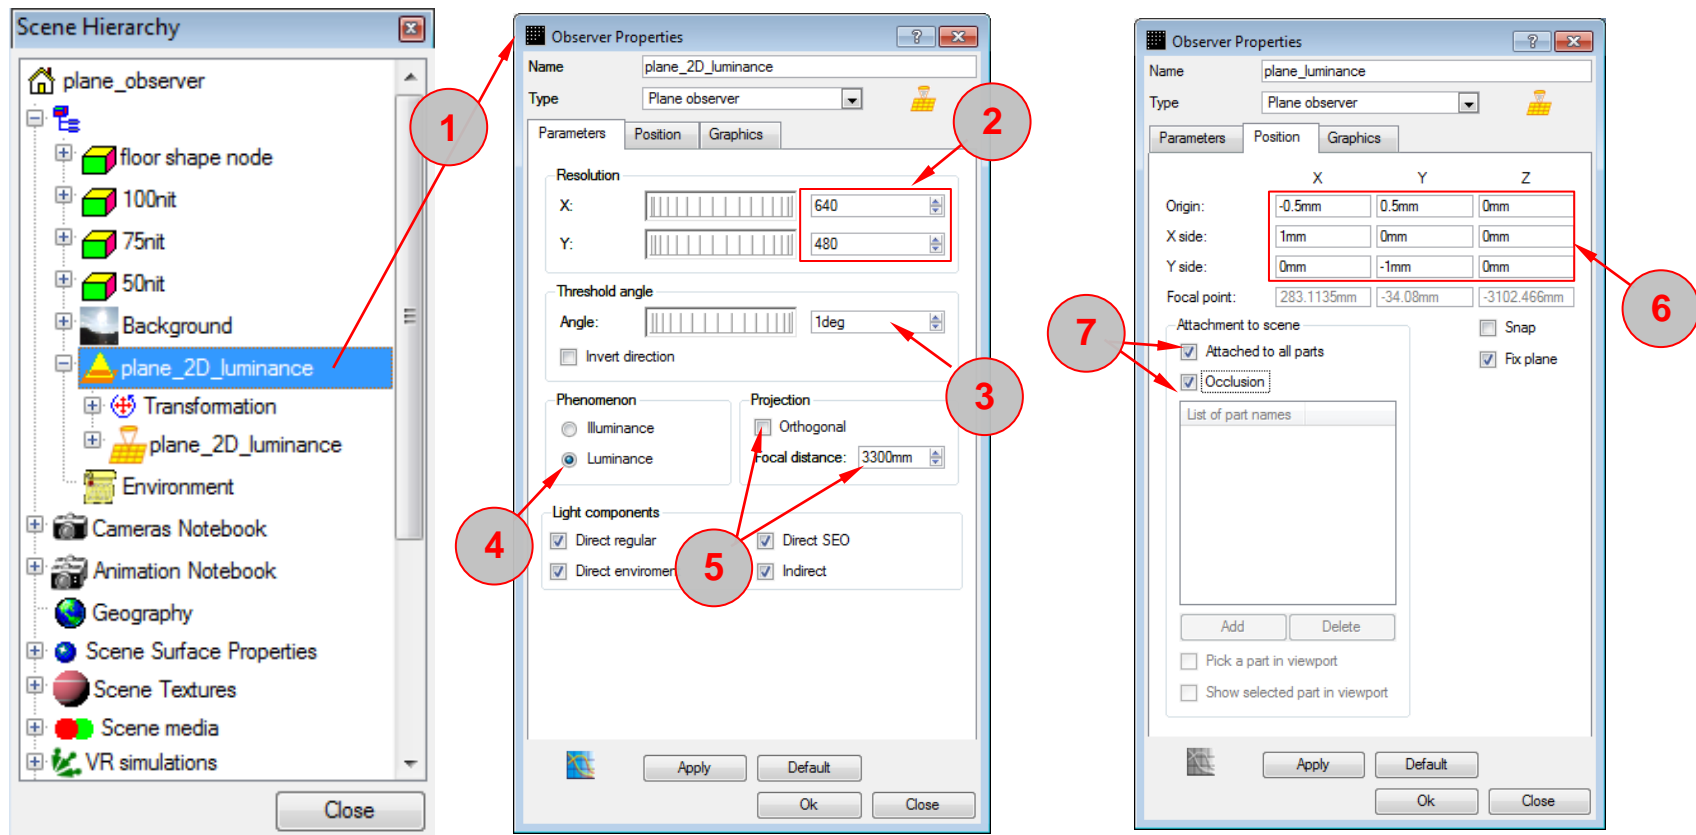 Scene Hierarchy
plane_observer
floor shape node
100nit
75nit
50nit
Background
plane_2D_luminance
Transformation
plane_2D_luminance
Environment
Cameras Notebook
Animation Notebook
Geography
Scene Surface Properties
Scene Textures
Scene media
VR simulations
Close
1
Observer Properties
Name plane_2D_luminance
Type Plane observer
Parameters Position Graphics
2
Resolution
X: 640
Y: 480
Threshold angle
Angle: 1deg
Invert direction
3
Phenomenon Projection
Illuminance Orthogonal
Luminance Focal distance: 3300mm
4
5
Light components
Direct regular Direct SEO
Direct enviromen Indirect
Apply Default
Ok Close
Observer Properties
Name plane_luminance
Type Plane observer
Parameters Position Graphics
X Y Z
Origin: -0.5mm 0.5mm 0mm
X side: 1mm 0mm 0mm
Y side: 0mm -1mm 0mm
Focal point: 283.1135mm -34.08mm -3102.466mm
6
7
Attachment to scene Snap
Attached to all parts Fix plane
Occlusion
List of part names
Add Delete
Pick a part in viewport
Show selected part in viewport
Apply Default
Ok Close